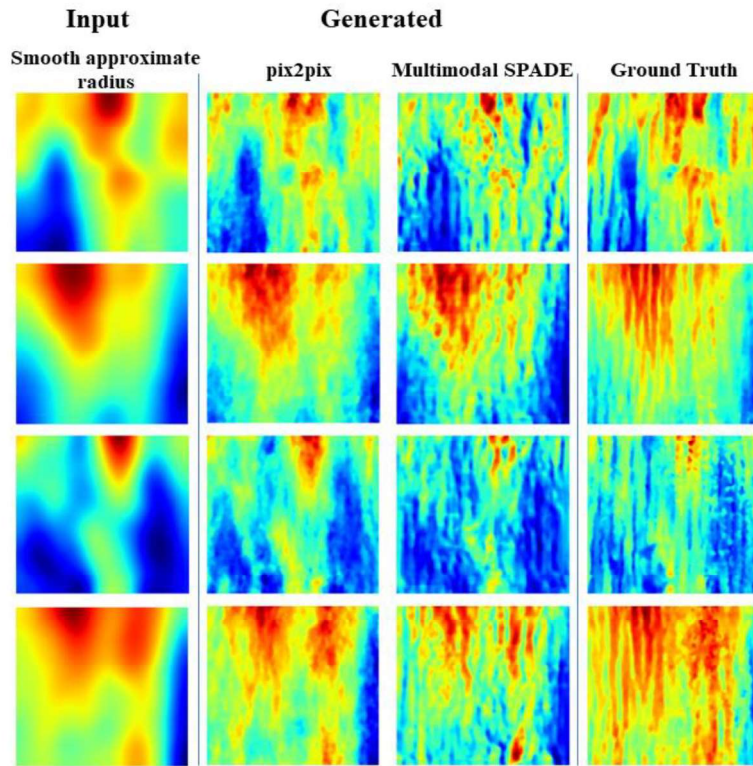 Input
Generated
Smooth approximate
radius
pix2pix
Multimodal SPADE
Ground Truth